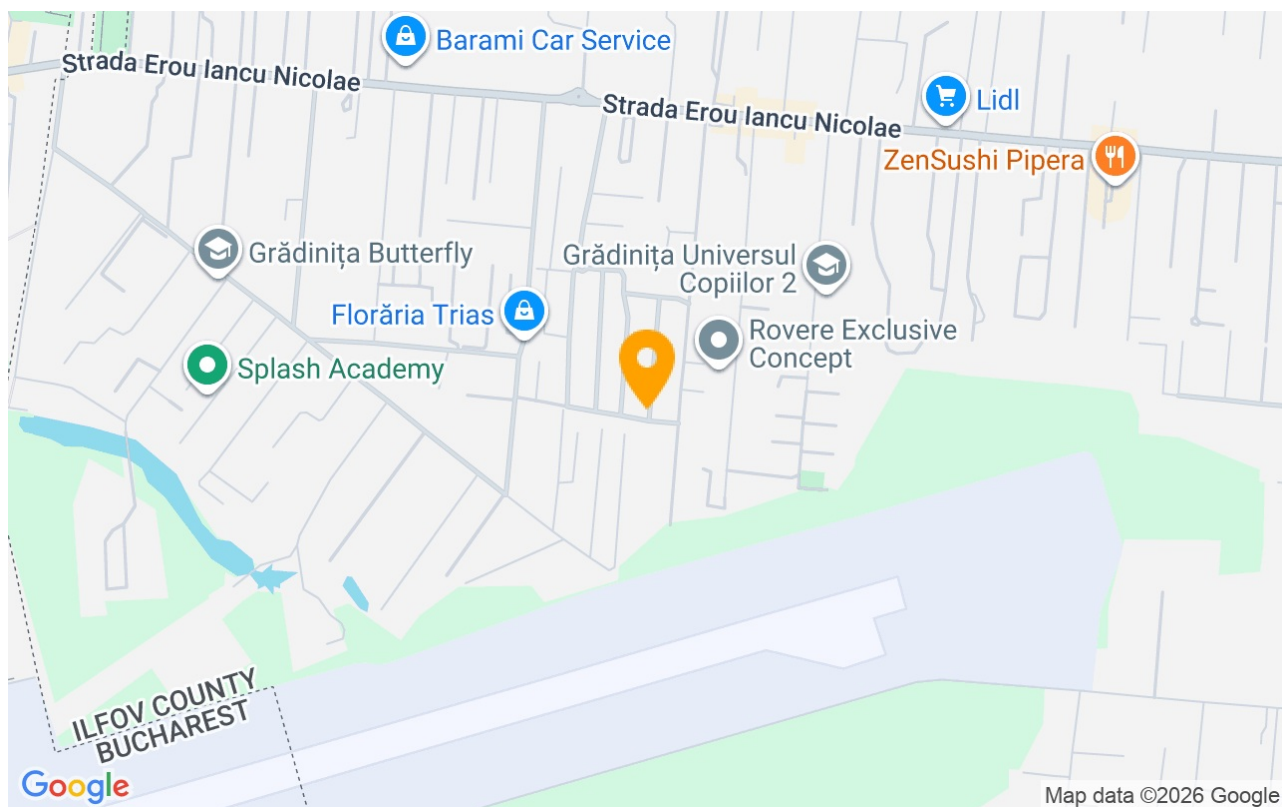 Barami Car Service
Strada Erou Iancu Nicolae
Strada Erou Iancu Nicolae
Lidl
ZenSushi Pipera
Grădinița Butterfly
Grădinița Universul
Copiilor 2
Florăria Trias
Rovere Exclusive
Concept
Splash Academy
ILFOV COUNTY
BUCHAREST
Google
Map data ©2026 Google